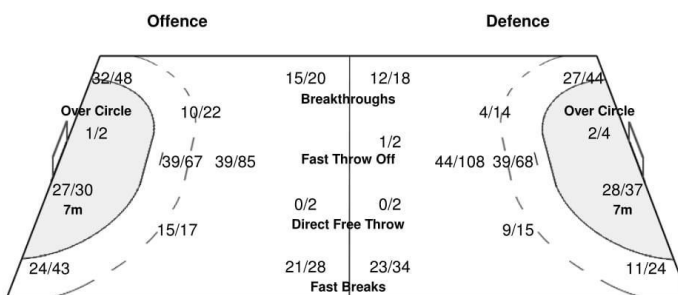 Offence Defence
32/48 15/20 12/18 27/44
Breakthroughs
Over Circle 10/22 4/14 Over Circle
1/2 1/2 2/4
39/67 39/85 Fast Throw Off 44/108 39/68
27/30 0/2 0/2 28/37
7m 15/17 Direct Free Throw 9/15 7m
24/43 21/28 23/34 11/24
Fast Breaks